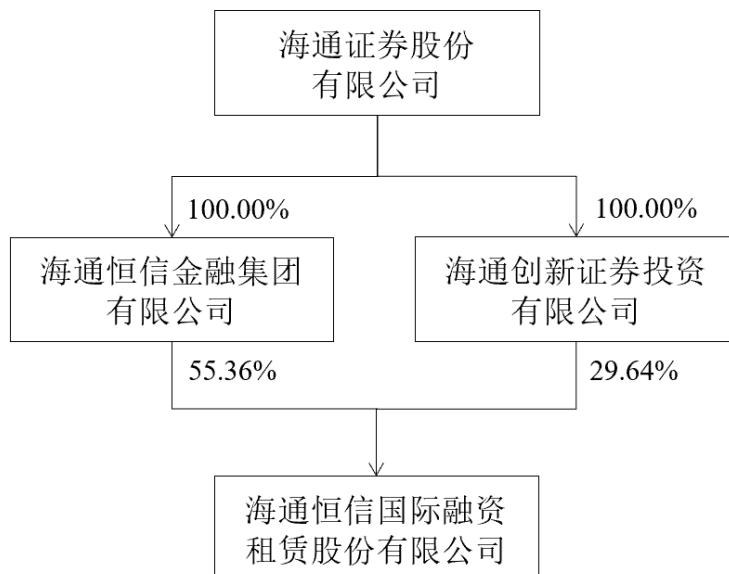 海通证券股份
有限公司
100.00%
100.00%
海通恒信金融集团
有限公司
海通创新证券投资
有限公司
55.36%
29.64%
海通恒信国际融资
租赁股份有限公司